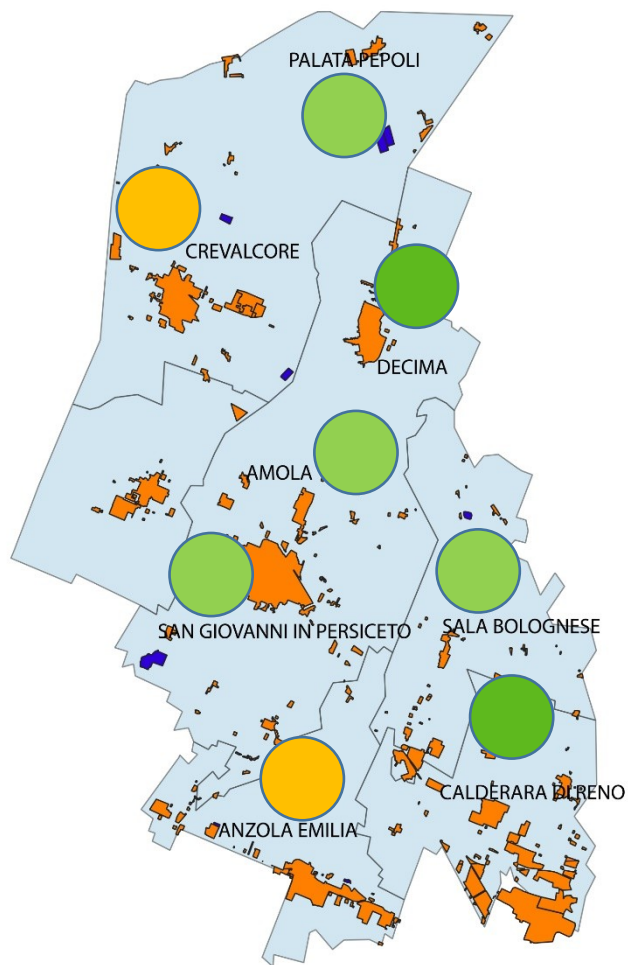 PALATA PEPOLI
CREVALCORE
DECIMA
AMOLA
SAN GIOVANNI IN PERSICETO
SALA BOLOGNESE
CALDERARA DI RENO
ANZOLA EMILIA